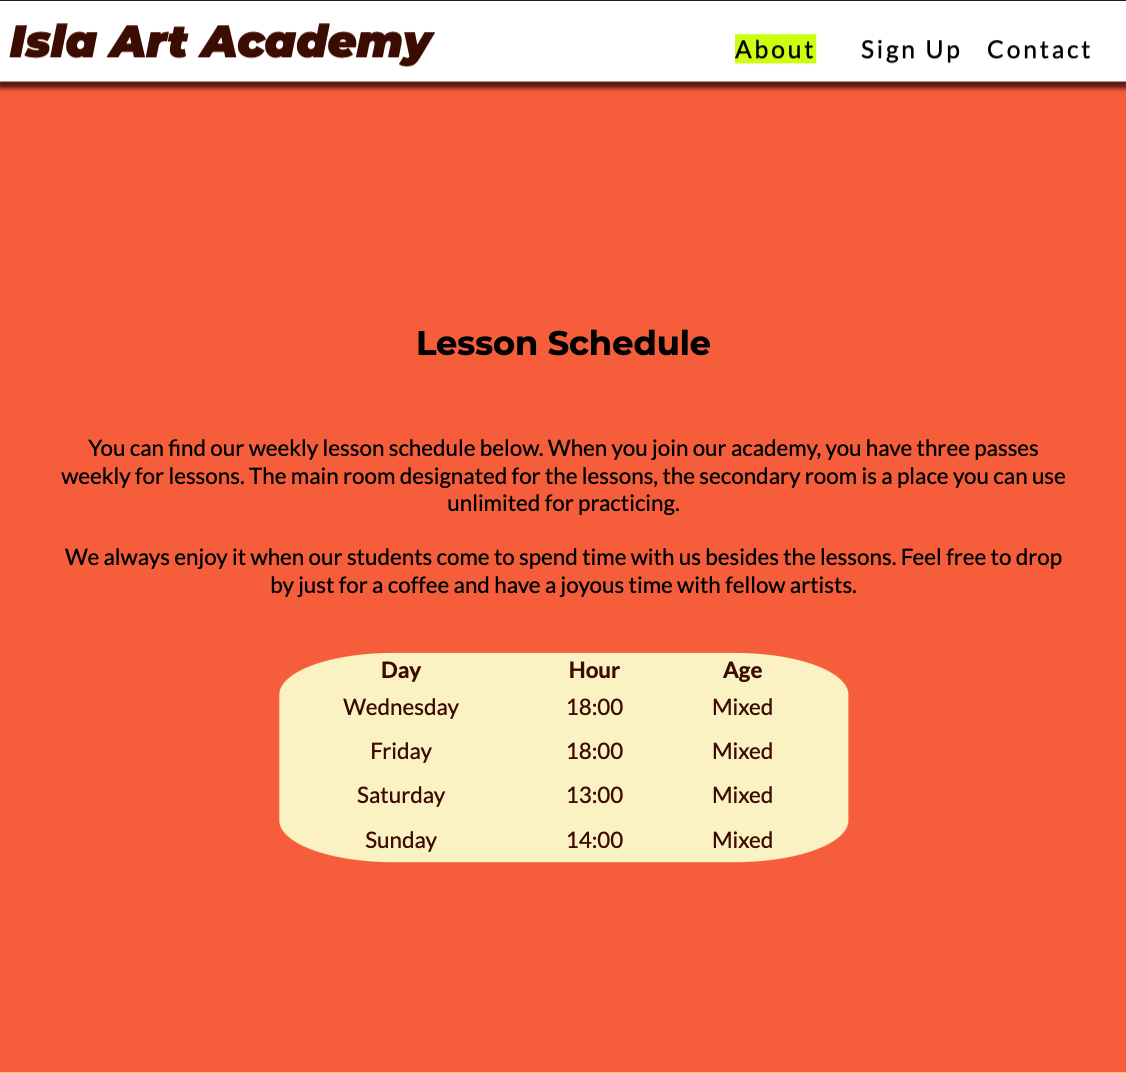 Isla Art Academy
About Sign Up Contact
Lesson Schedule
You can find our weekly lesson schedule below. When you join our academy, you have three passes
weekly for lessons. The main room designated for the lessons, the secondary room is a place you can use
unlimited for practicing.
We always enjoy it when our students come to spend time with us besides the lessons. Feel free to drop
by just for a coffee and have a joyous time with fellow artists.
Day Hour Age
Wednesday 18:00 Mixed
Friday 18:00 Mixed
Saturday 13:00 Mixed
Sunday 14:00 Mixed